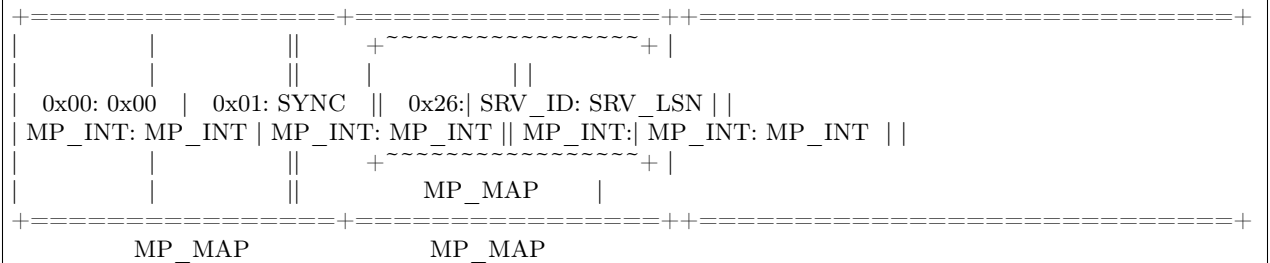 +================+================++===========================+
| | || +~~~~~~~~~~~~~~~~~+ |
| | || | | |
| 0x00: 0x00 | 0x01: SYNC || 0x26:| SRV_ID: SRV_LSN | |
| MP_INT: MP_INT | MP_INT: MP_INT || MP_INT:| MP_INT: MP_INT | |
| | || +~~~~~~~~~~~~~~~~~+ |
| | || MP_MAP |
+================+================++===========================+
MP_MAP MP_MAP